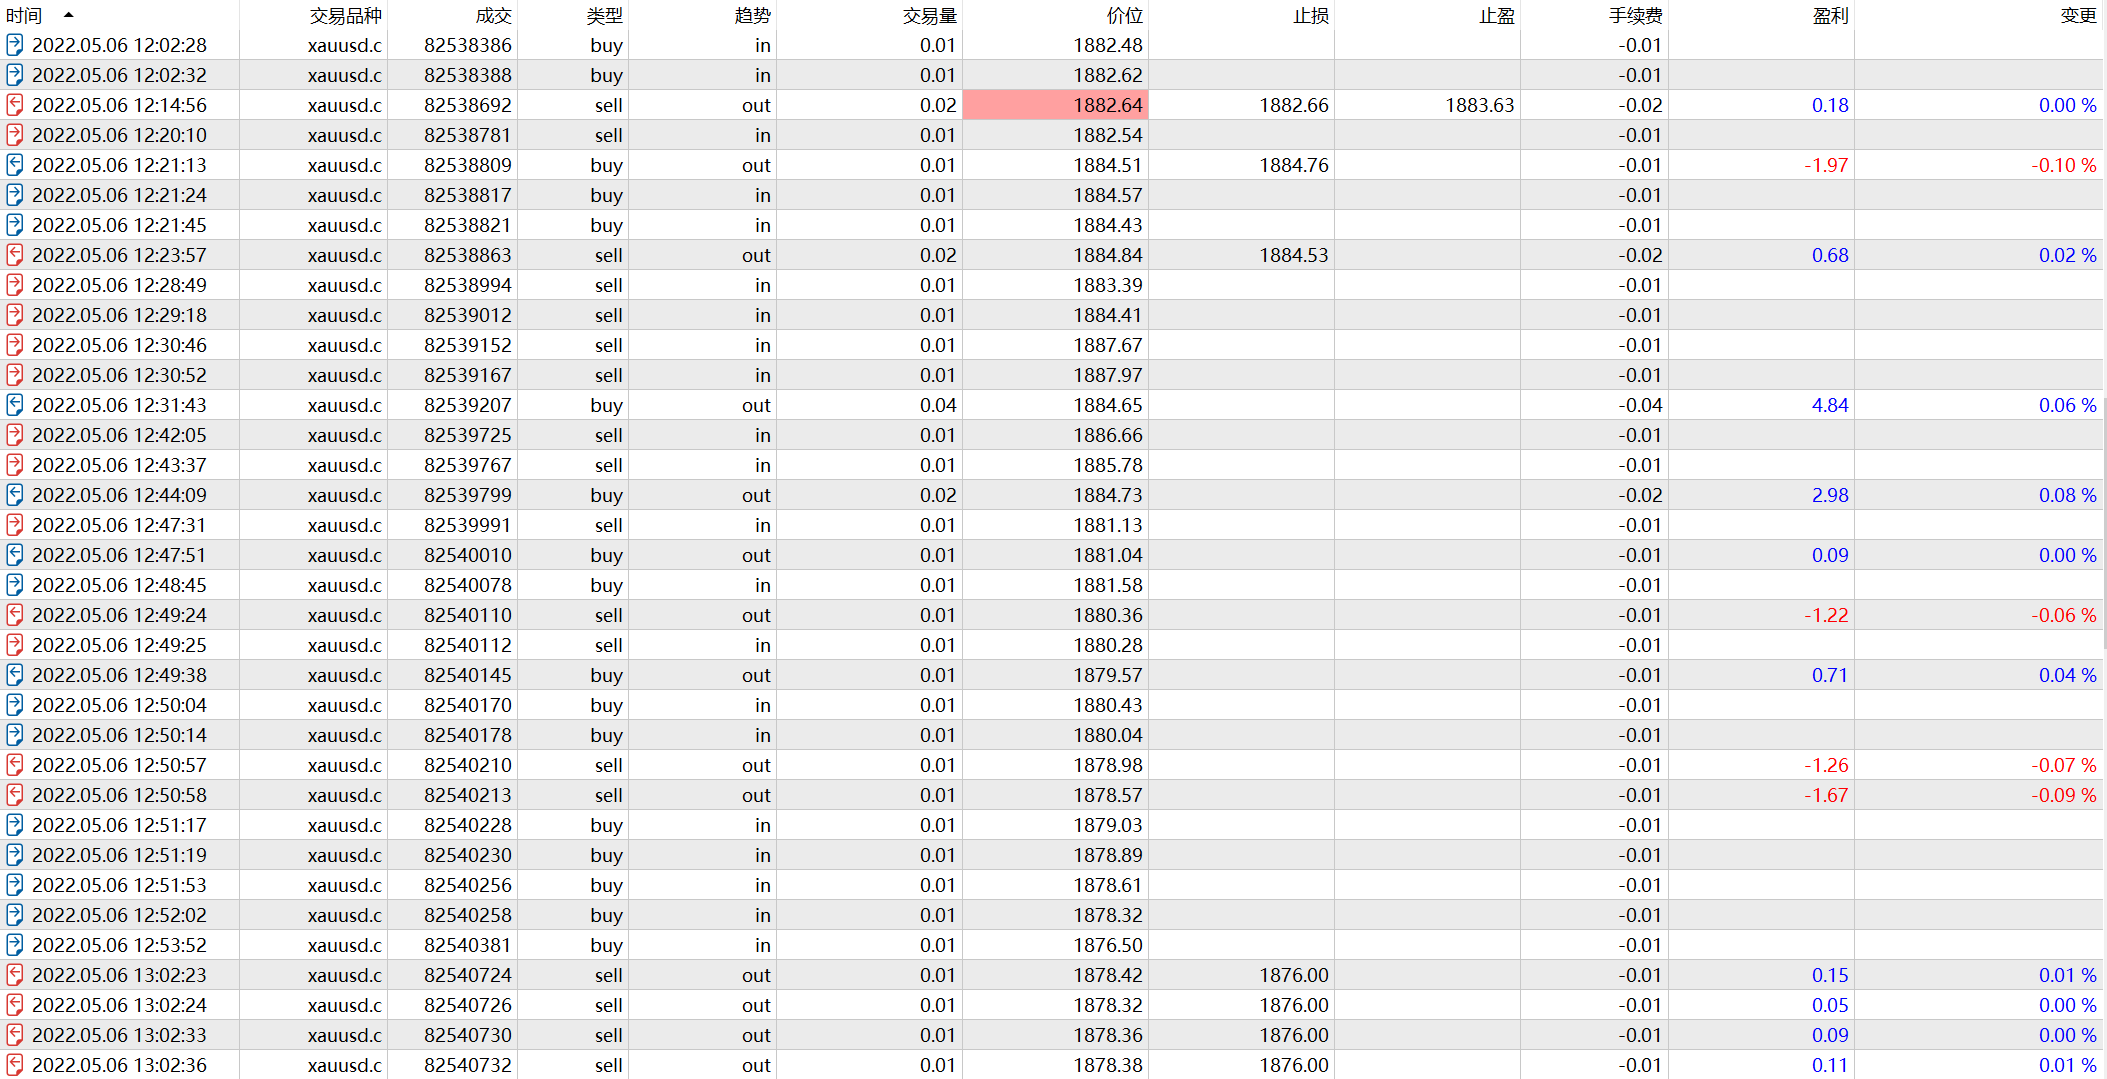 时间 交易品种 成交 类型 趋势 交易量 价位 止损 止盈 手续费 盈利 变更
2022.05.06 12:02:28 xauusd.c 82538386 buy in 0.01 1882.48 -0.01
2022.05.06 12:02:32 xauusd.c 82538388 buy in 0.01 1882.62 -0.01
2022.05.06 12:14:56 xauusd.c 82538692 sell out 0.02 1882.64 1882.66 1883.63 -0.02 0.18 0.00 %
2022.05.06 12:20:10 xauusd.c 82538781 sell in 0.01 1882.54 -0.01
2022.05.06 12:21:13 xauusd.c 82538809 buy out 0.01 1884.51 1884.76 -0.01 -1.97 -0.10 %
2022.05.06 12:21:24 xauusd.c 82538817 buy in 0.01 1884.57 -0.01
2022.05.06 12:21:45 xauusd.c 82538821 buy in 0.01 1884.43 -0.01
2022.05.06 12:23:57 xauusd.c 82538863 sell out 0.02 1884.84 1884.53 -0.02 0.68 0.02 %
2022.05.06 12:28:49 xauusd.c 82538994 sell in 0.01 1883.39 -0.01
2022.05.06 12:29:18 xauusd.c 82539012 sell in 0.01 1884.41 -0.01
2022.05.06 12:30:46 xauusd.c 82539152 sell in 0.01 1887.67 -0.01
2022.05.06 12:30:52 xauusd.c 82539167 sell in 0.01 1887.97 -0.01
2022.05.06 12:31:43 xauusd.c 82539207 buy out 0.04 1884.65 -0.04 4.84 0.06 %
2022.05.06 12:42:05 xauusd.c 82539725 sell in 0.01 1886.66 -0.01
2022.05.06 12:43:37 xauusd.c 82539767 sell in 0.01 1885.78 -0.01
2022.05.06 12:44:09 xauusd.c 82539799 buy out 0.02 1884.73 -0.02 2.98 0.08 %
2022.05.06 12:47:31 xauusd.c 82539991 sell in 0.01 1881.13 -0.01
2022.05.06 12:47:51 xauusd.c 82540010 buy out 0.01 1881.04 -0.01 0.09 0.00 %
2022.05.06 12:48:45 xauusd.c 82540078 buy in 0.01 1881.58 -0.01
2022.05.06 12:49:24 xauusd.c 82540110 sell out 0.01 1880.36 -0.01 -1.22 -0.06 %
2022.05.06 12:49:25 xauusd.c 82540112 sell in 0.01 1880.28 -0.01
2022.05.06 12:49:38 xauusd.c 82540145 buy out 0.01 1879.57 -0.01 0.71 0.04 %
2022.05.06 12:50:04 xauusd.c 82540170 buy in 0.01 1880.43 -0.01
2022.05.06 12:50:14 xauusd.c 82540178 buy in 0.01 1880.04 -0.01
2022.05.06 12:50:57 xauusd.c 82540210 sell out 0.01 1878.98 -0.01 -1.26 -0.07 %
2022.05.06 12:50:58 xauusd.c 82540213 sell out 0.01 1878.57 -0.01 -1.67 -0.09 %
2022.05.06 12:51:17 xauusd.c 82540228 buy in 0.01 1879.03 -0.01
2022.05.06 12:51:19 xauusd.c 82540230 buy in 0.01 1878.89 -0.01
2022.05.06 12:51:53 xauusd.c 82540256 buy in 0.01 1878.61 -0.01
2022.05.06 12:52:02 xauusd.c 82540258 buy in 0.01 1878.32 -0.01
2022.05.06 12:53:52 xauusd.c 82540381 buy in 0.01 1876.50 -0.01
2022.05.06 13:02:23 xauusd.c 82540724 sell out 0.01 1878.42 1876.00 -0.01 0.15 0.01 %
2022.05.06 13:02:24 xauusd.c 82540726 sell out 0.01 1878.32 1876.00 -0.01 0.05 0.00 %
2022.05.06 13:02:33 xauusd.c 82540730 sell out 0.01 1878.36 1876.00 -0.01 0.09 0.00 %
2022.05.06 13:02:36 xauusd.c 82540732 sell out 0.01 1878.38 1876.00 -0.01 0.11 0.01 %